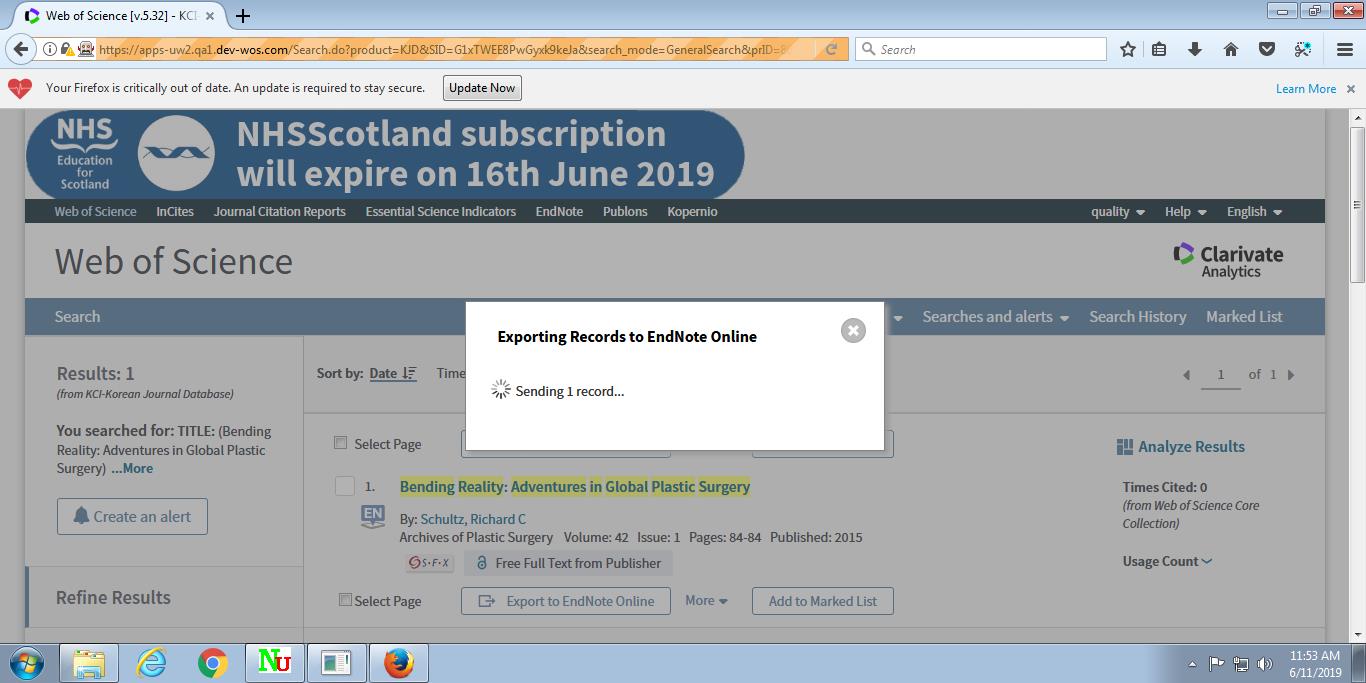 Web of Science [v.5.32] - KCI-
https://apps-uw2.qa1.dev-wos.com/Search.do?product=KJD&SID=G1xTWEE8PwGyxk9keJa&search_mode=GeneralSearch&prID=8
Search
Your Firefox is critically out of date. An update is required to stay secure.
Update Now
Learn More
NHS
Education
for
Scotland
NHSScotland subscription
will expire on 16th June 2019
Web of Science InCites Journal Citation Reports Essential Science Indicators EndNote Publons Kopernio
quality Help English
Web of Science
Clarivate
Analytics
Search
Searches and alerts Search History Marked List
Exporting Records to EndNote Online
Sending 1 record...
Results: 1
(from KCI-Korean Journal Database)
You searched for: TITLE: (Bending
Reality: Adventures in Global Plastic
Surgery) ...More
Create an alert
Refine Results
Sort by: Date Time
1 of 1
Select Page
1. Bending Reality: Adventures in Global Plastic Surgery
EN
By: Schultz, Richard C
Archives of Plastic Surgery Volume: 42 Issue: 1 Pages: 84-84 Published: 2015
S·F·X Free Full Text from Publisher
Select Page Export to EndNote Online More Add to Marked List
Analyze Results
Times Cited: 0
(from Web of Science Core
Collection)
Usage Count
Nu
11:53 AM
6/11/2019